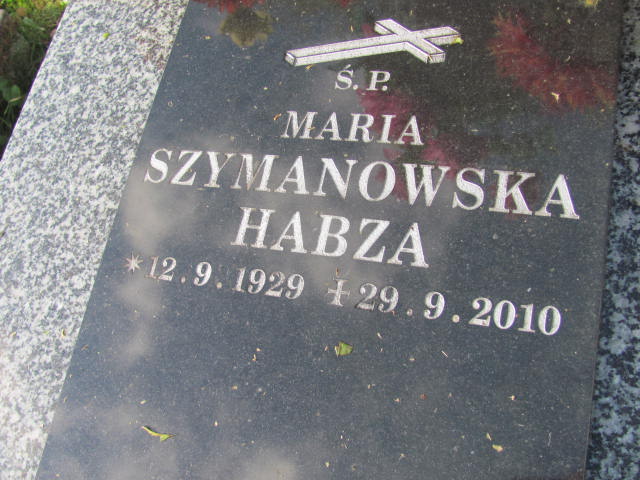 Ś.P.
MARIA
SZYMANOWSKA
HABZA
*12.9.1929 ✝29.9.2010